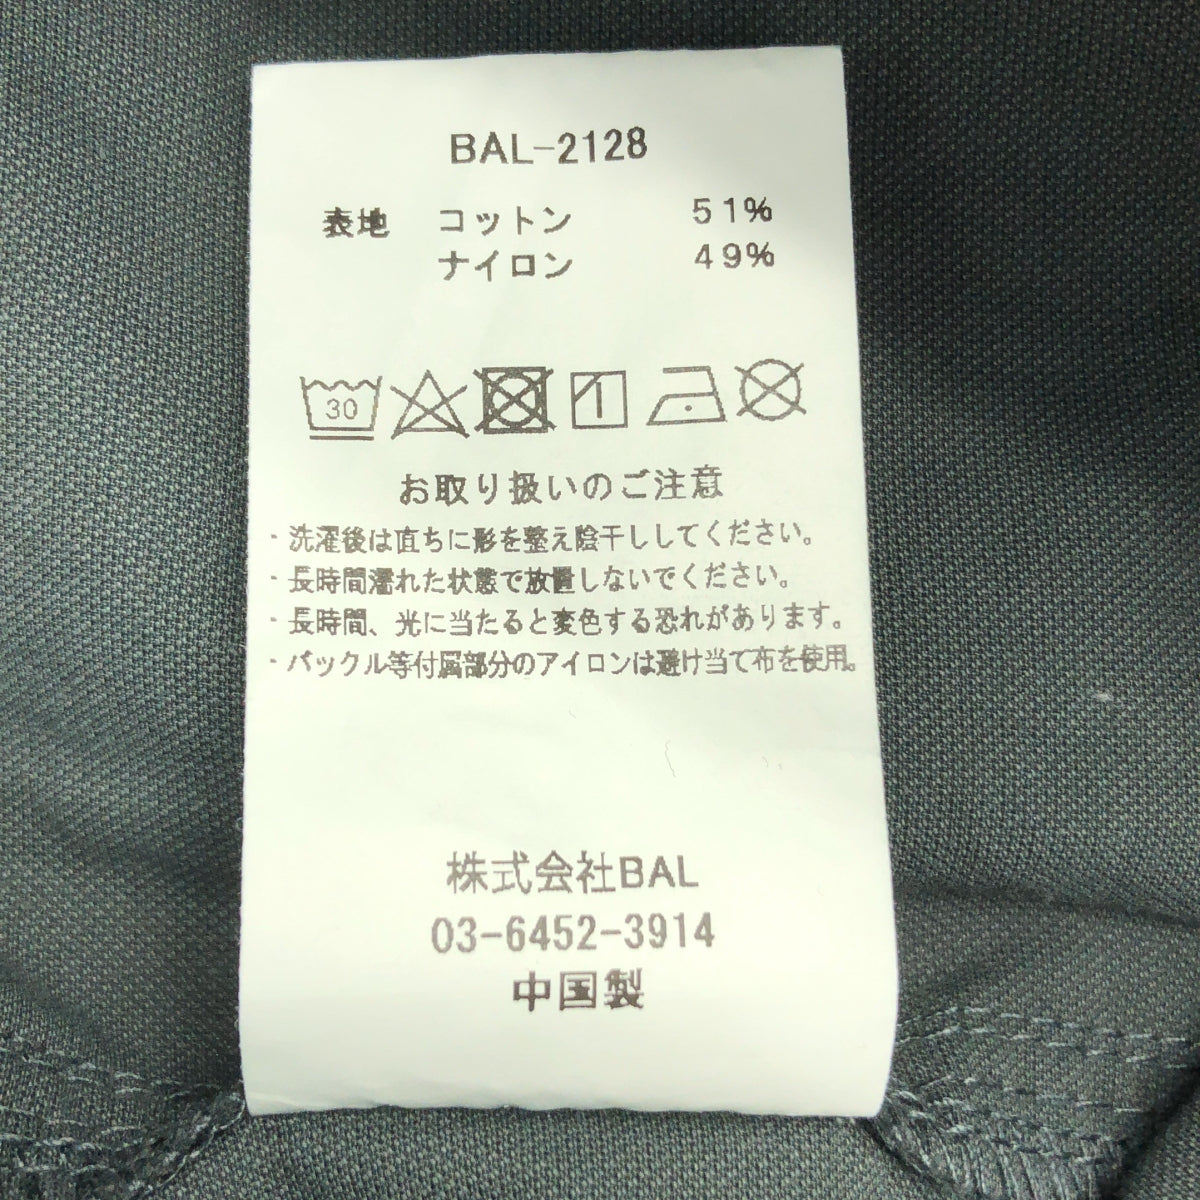 BAL-2128
表地 コットン 51%
ナイロン 49%
30
お取り扱いのご注意
・洗濯後は直ちに形を整え陰干ししてください。
・長時間濡れた状態で放置しないでください。
・長時間、光に当たると変色する恐れがあります。
・バックル等付属部分のアイロンは避け当て布を使用。
株式会社BAL
03-6452-3914
中国製